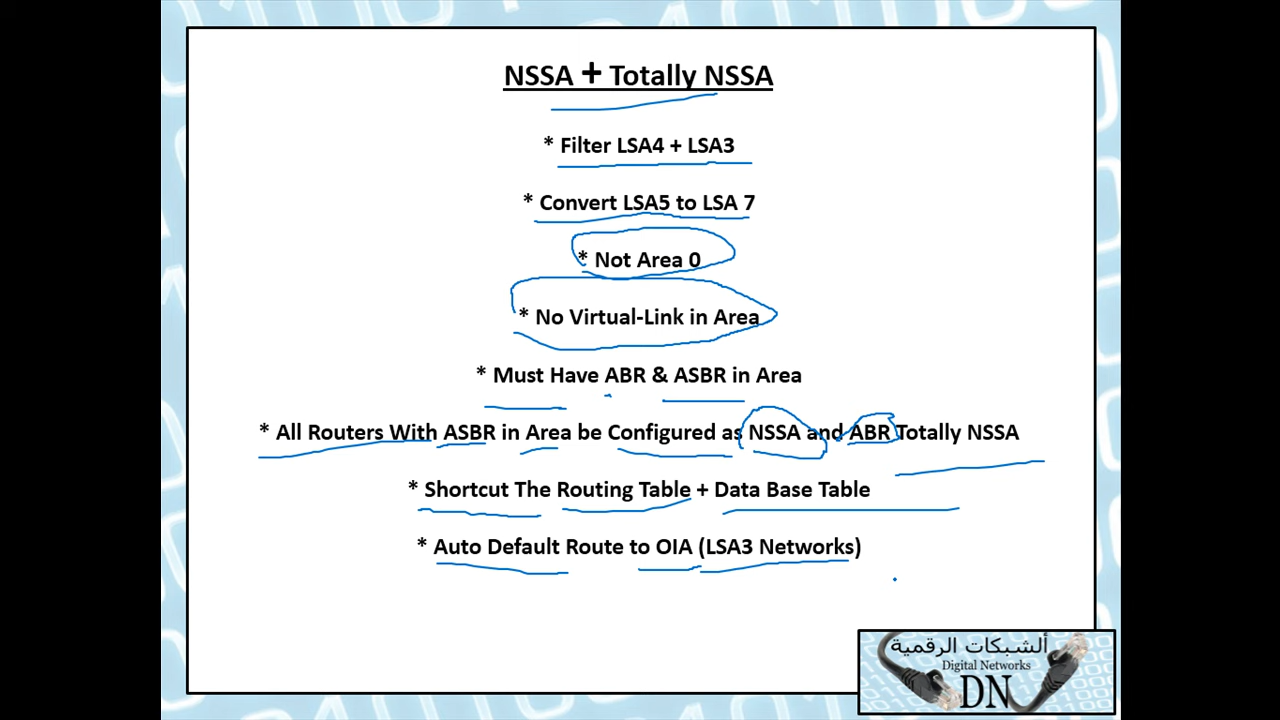 NSSA + Totally NSSA
* Filter LSA4 + LSA3
* Convert LSA5 to LSA 7
* Not Area 0
* No Virtual-Link in Area
* Must Have ABR & ASBR in Area
* All Routers With ASBR in Area be Configured as NSSA and ABR Totally NSSA
* Shortcut The Routing Table + Data Base Table
* Auto Default Route to OIA (LSA3 Networks)
ألشبكات الرقمية
Digital Networks
DN